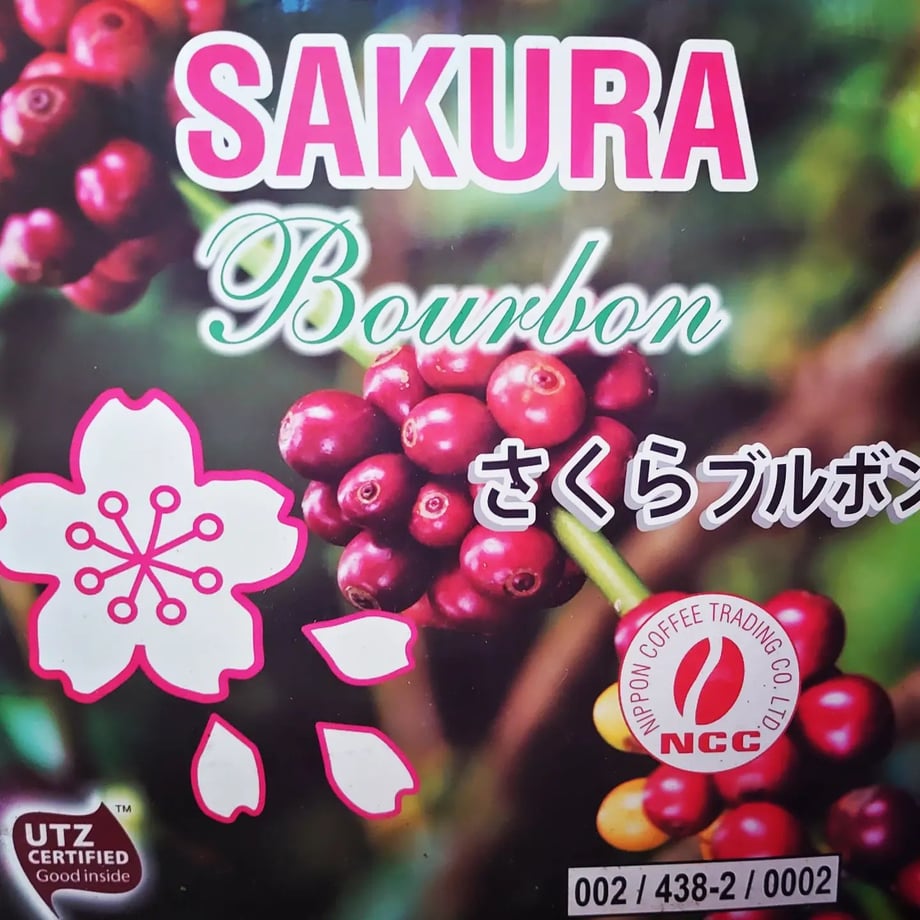 SAKURA
Bourbon
さくらブルボン
NIPPON COFFEE TRADING CO. LTD.
NCC
UTZ
TM
CERTIFIED
Good inside
002 / 438-2 / 0002